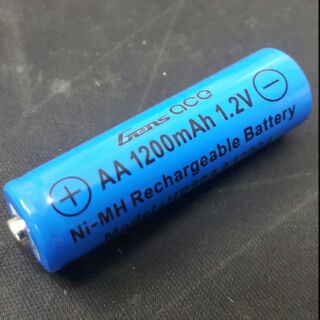 Gens ace
AA 1200mAh 1.2V
Ni-MH Rechargeable Battery